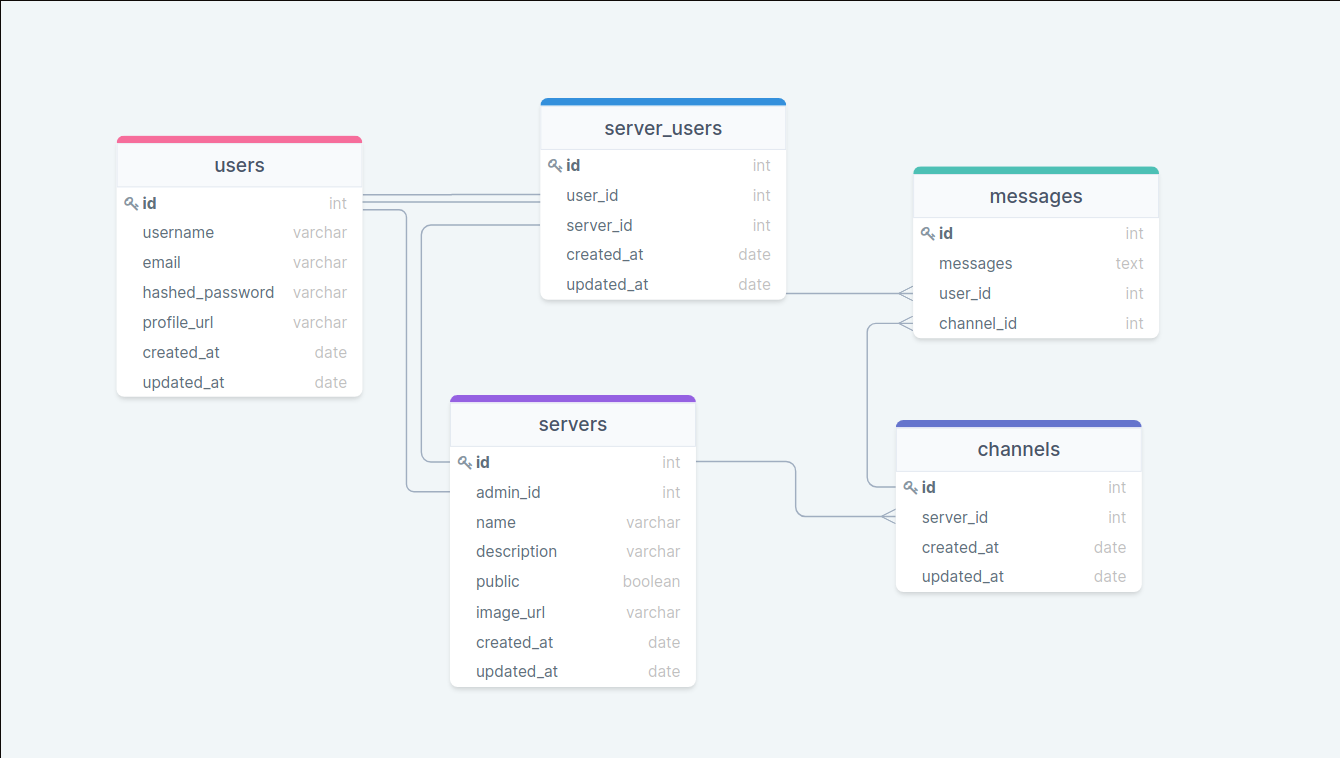 users
id int
username varchar
email varchar
hashed_password varchar
profile_url varchar
created_at date
updated_at date
server_users
id int
user_id int
server_id int
created_at date
updated_at date
messages
id int
messages text
user_id int
channel_id int
servers
id int
admin_id int
name varchar
description varchar
public boolean
image_url varchar
created_at date
updated_at date
channels
id int
server_id int
created_at date
updated_at date